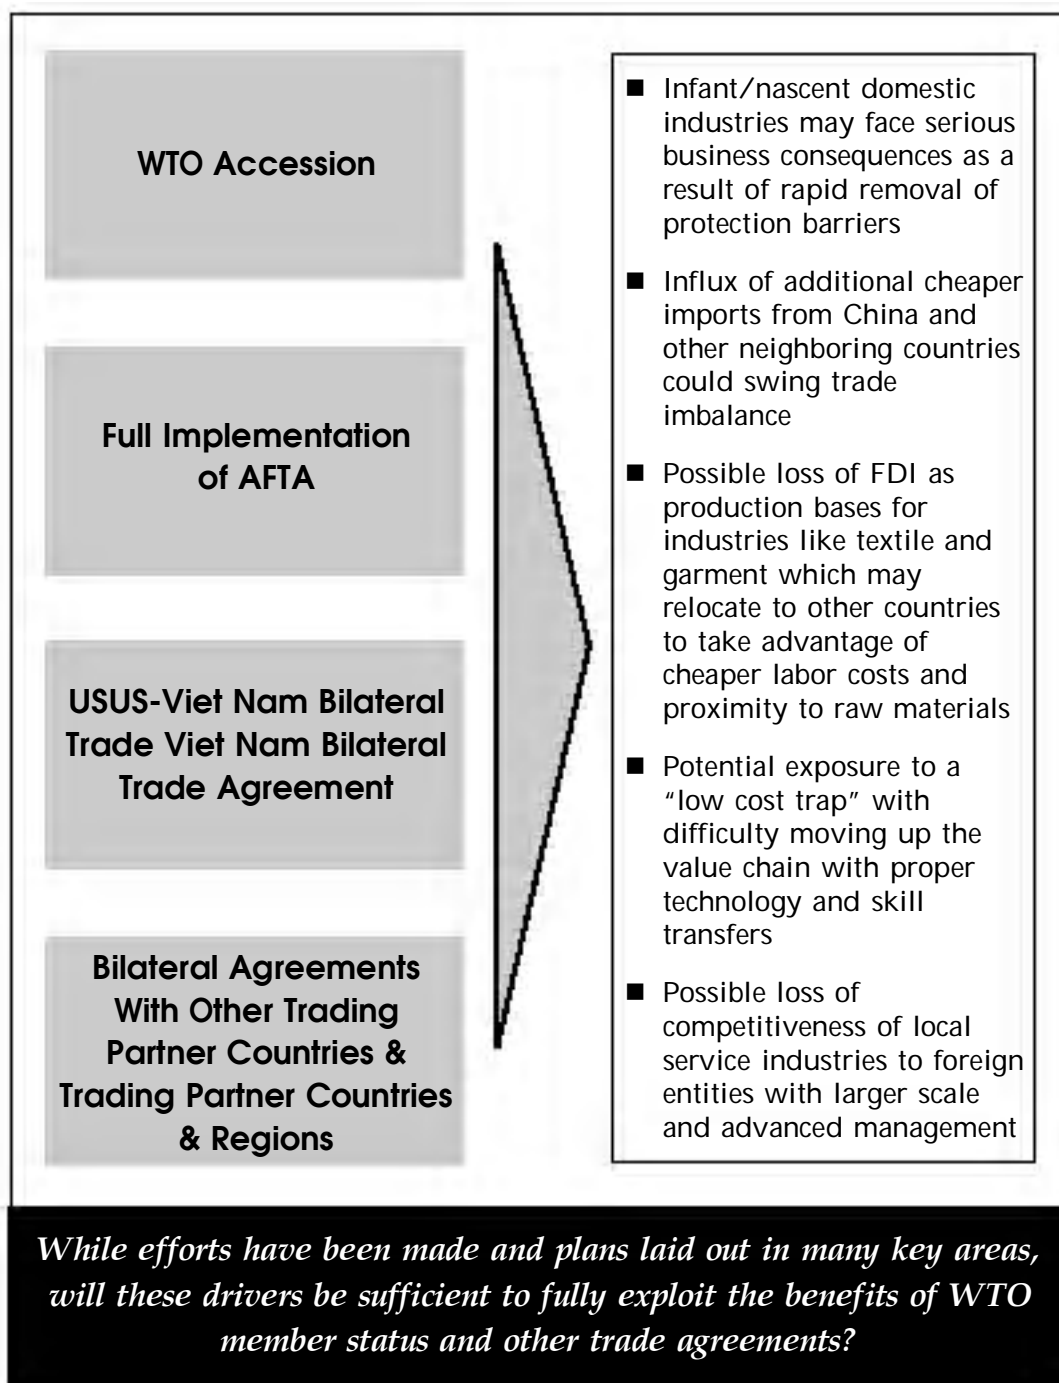 WTO Accession
Full Implementation
of AFTA
USUS-Viet Nam Bilateral
Trade Viet Nam Bilateral
Trade Agreement
Bilateral Agreements
With Other Trading
Partner Countries &
Trading Partner Countries
& Regions
■ Infant/nascent domestic
industries may face serious
business consequences as a
result of rapid removal of
protection barriers
■ Influx of additional cheaper
imports from China and
other neighboring countries
could swing trade
imbalance
■ Possible loss of FDI as
production bases for
industries like textile and
garment which may
relocate to other countries
to take advantage of
cheaper labor costs and
proximity to raw materials
■ Potential exposure to a
“low cost trap” with
difficulty moving up the
value chain with proper
technology and skill
transfers
■ Possible loss of
competitiveness of local
service industries to foreign
entities with larger scale
and advanced management
While efforts have been made and plans laid out in many key areas,
will these drivers be sufficient to fully exploit the benefits of WTO
member status and other trade agreements?